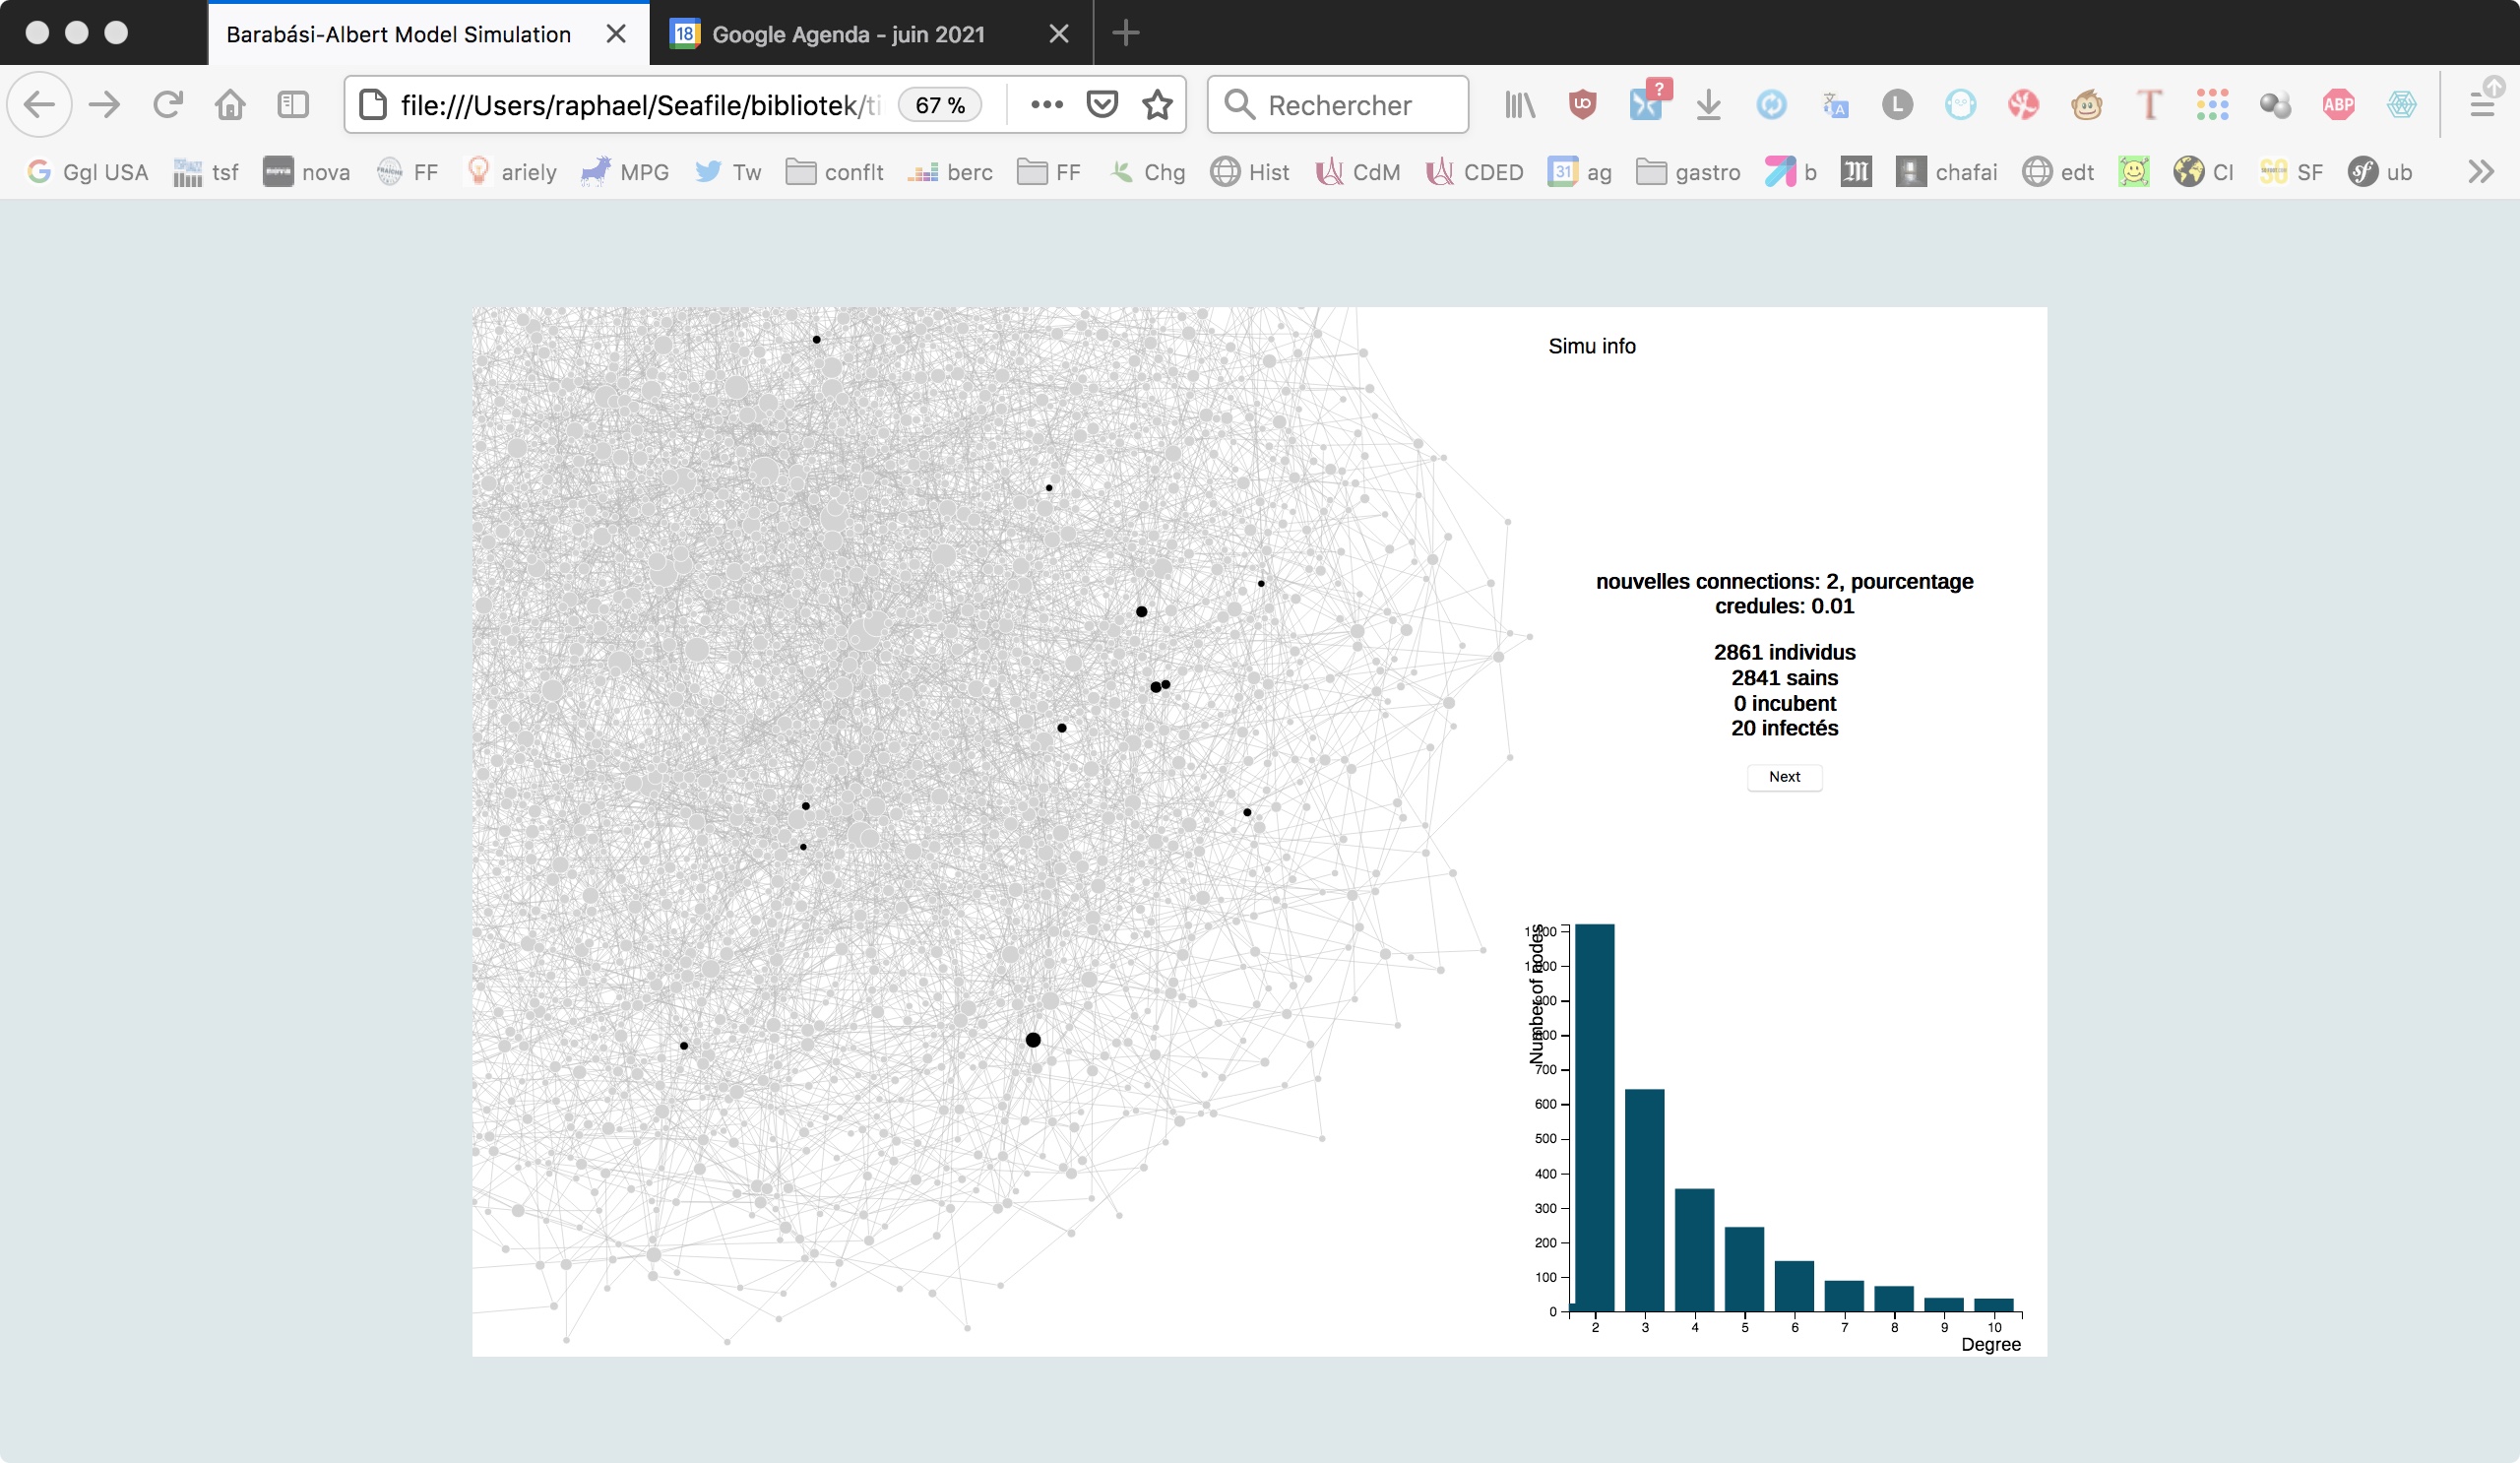 Barabási-Albert Model Simulation
18 Google Agenda – juin 2021
file:///Users/raphael/Seafile/bibliotek/ti 67 % Rechercher ? UO L T ABP
Ggl USA tsf nova FF ariely MPG Tw conflt berc FF Chg Hist CdM CDED 31 ag gastro b chafai edt CI SF ub
Simu info
nouvelles connections: 2, pourcentage
credules: 0.01
2861 individus
2841 sains
0 incubent
20 infectés
Next
Number of nodes
700
600
500
400
300
200
100
0
2 3 4 5 6 7 8 9 10
Degree